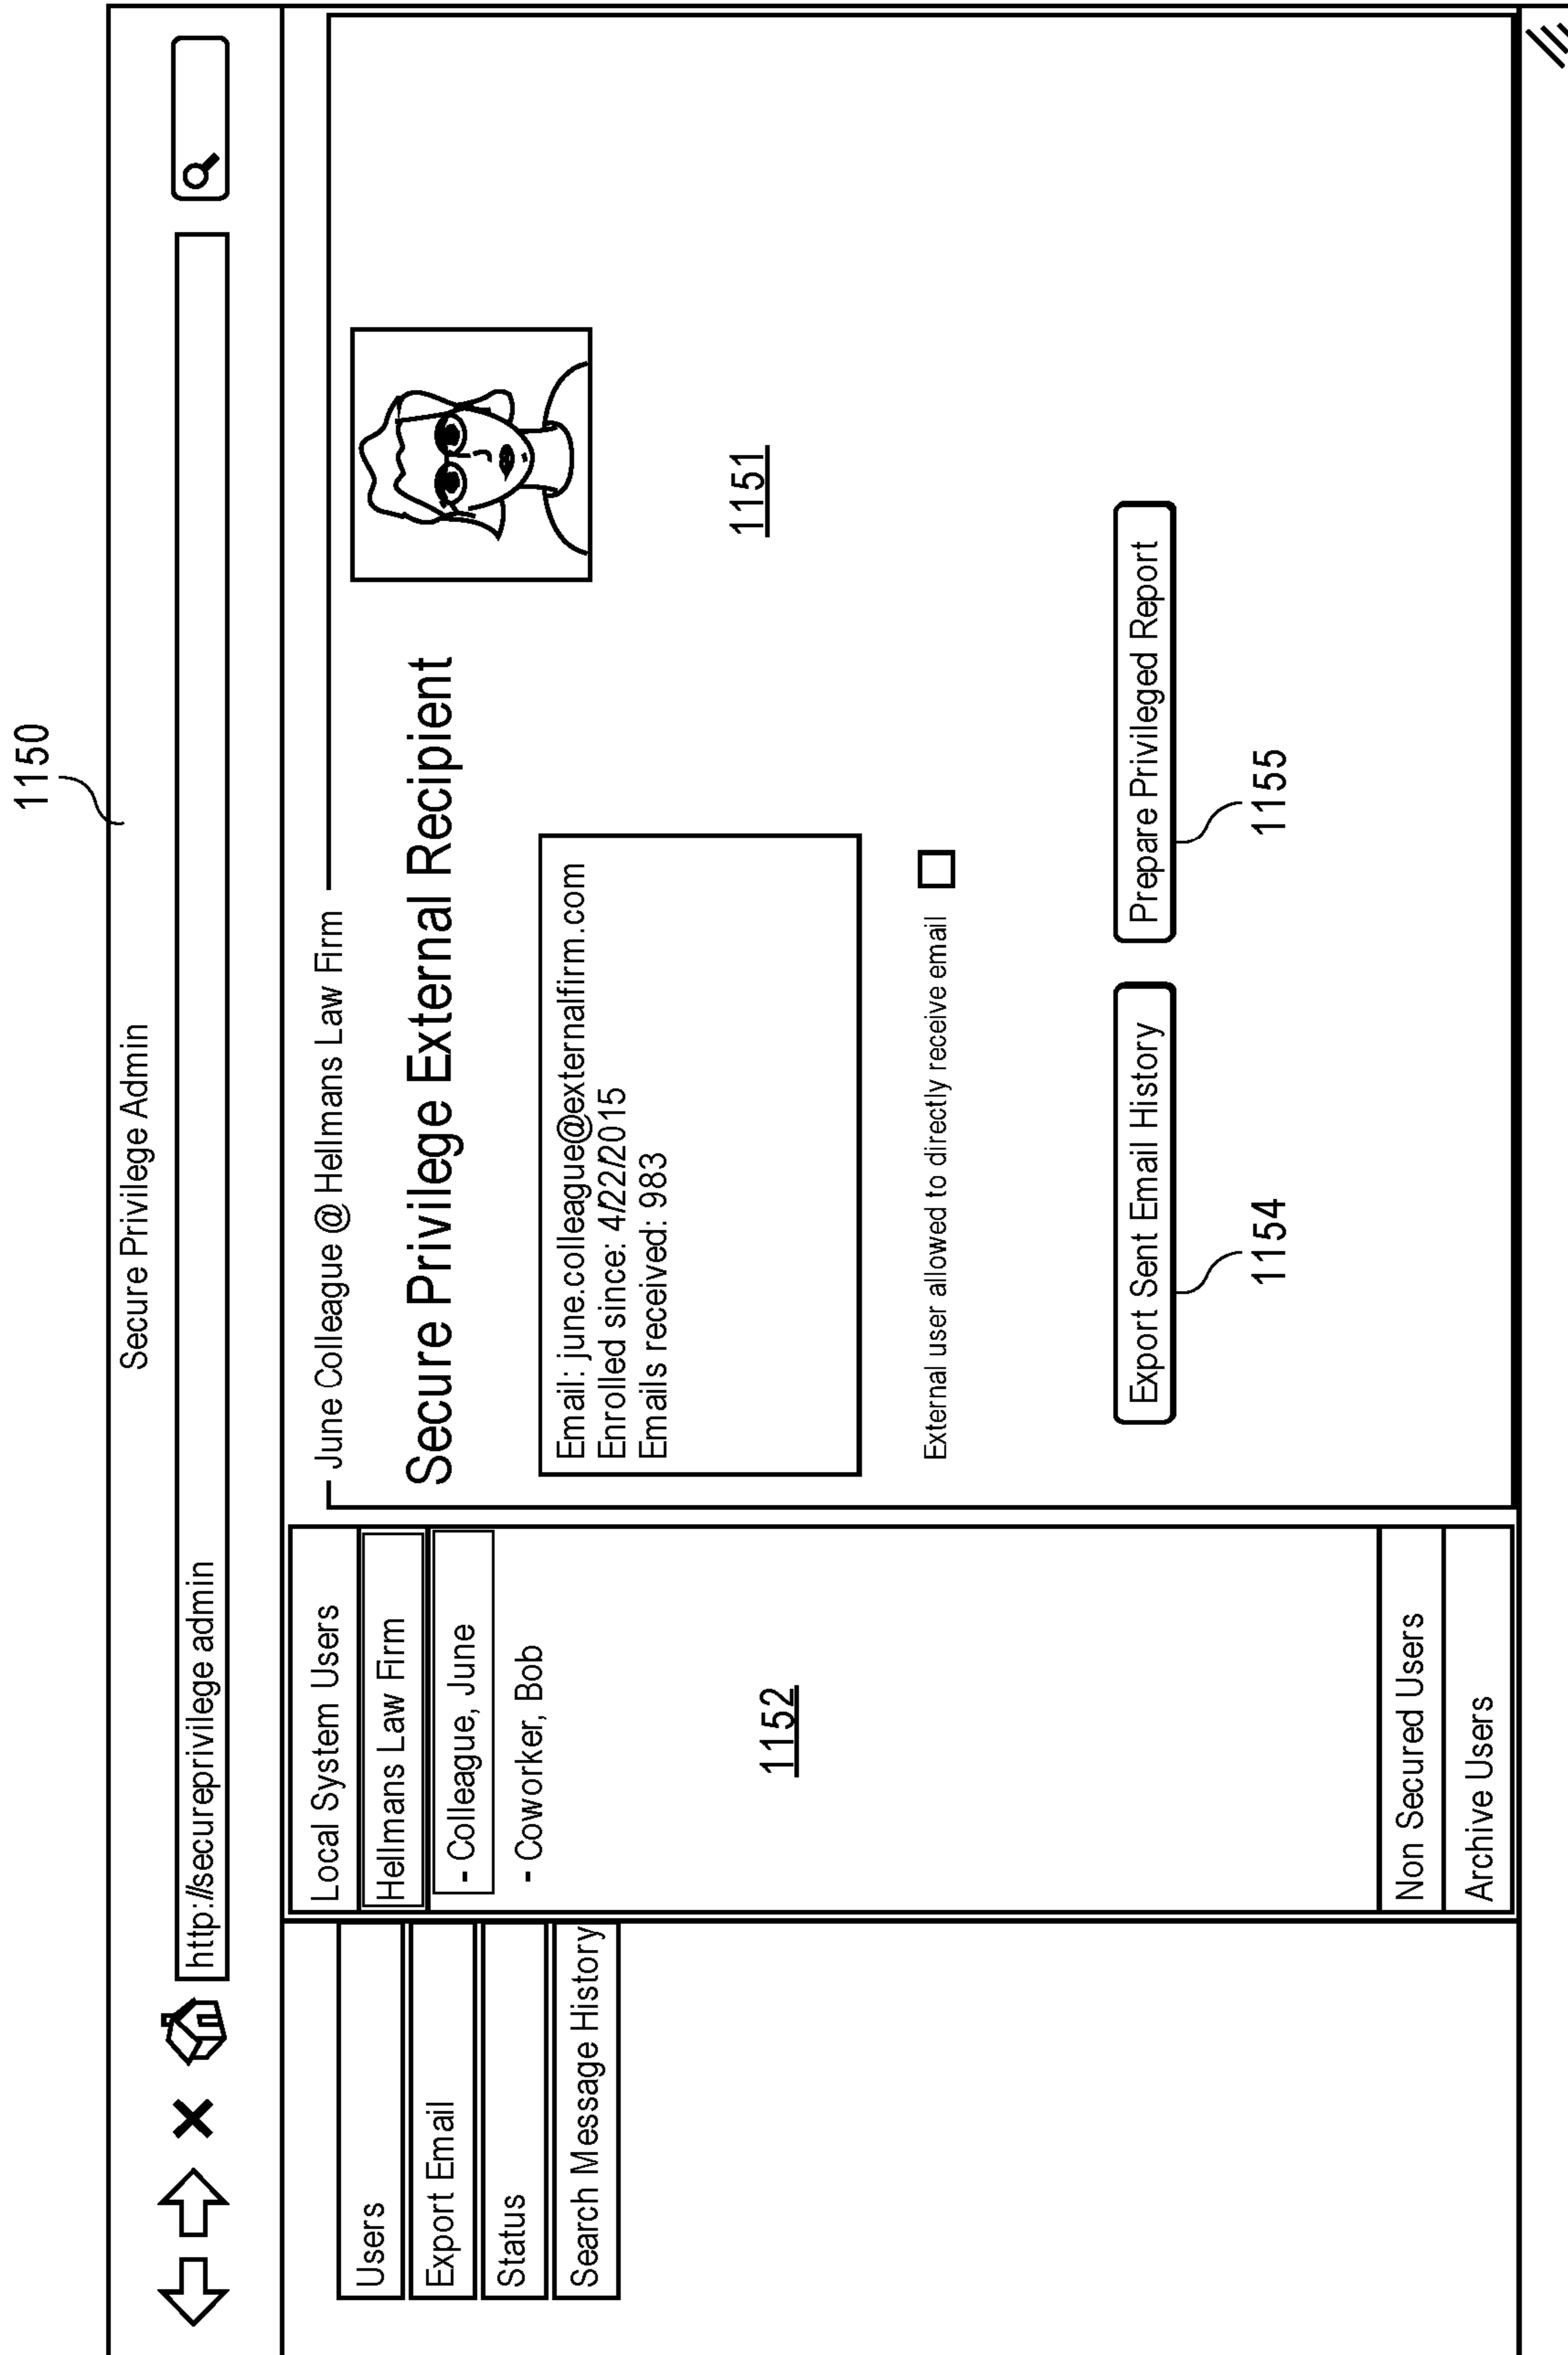 1150
Secure Privilege Admin
http://secureprivilege admin
Users
Export Email
Status
Search Message History
Local System Users
Hellmans Law Firm
- Colleague, June
- Coworker, Bob
1152
Non Secured Users
Archive Users
June Colleague @ Hellmans Law Firm
Secure Privilege External Recipient
Email: june.colleague@externalfirm.com
Enrolled since: 4/22/2015
Emails received: 983
1151
External user allowed to directly receive email
Export Sent Email History
Prepare Privileged Report
1154
1155